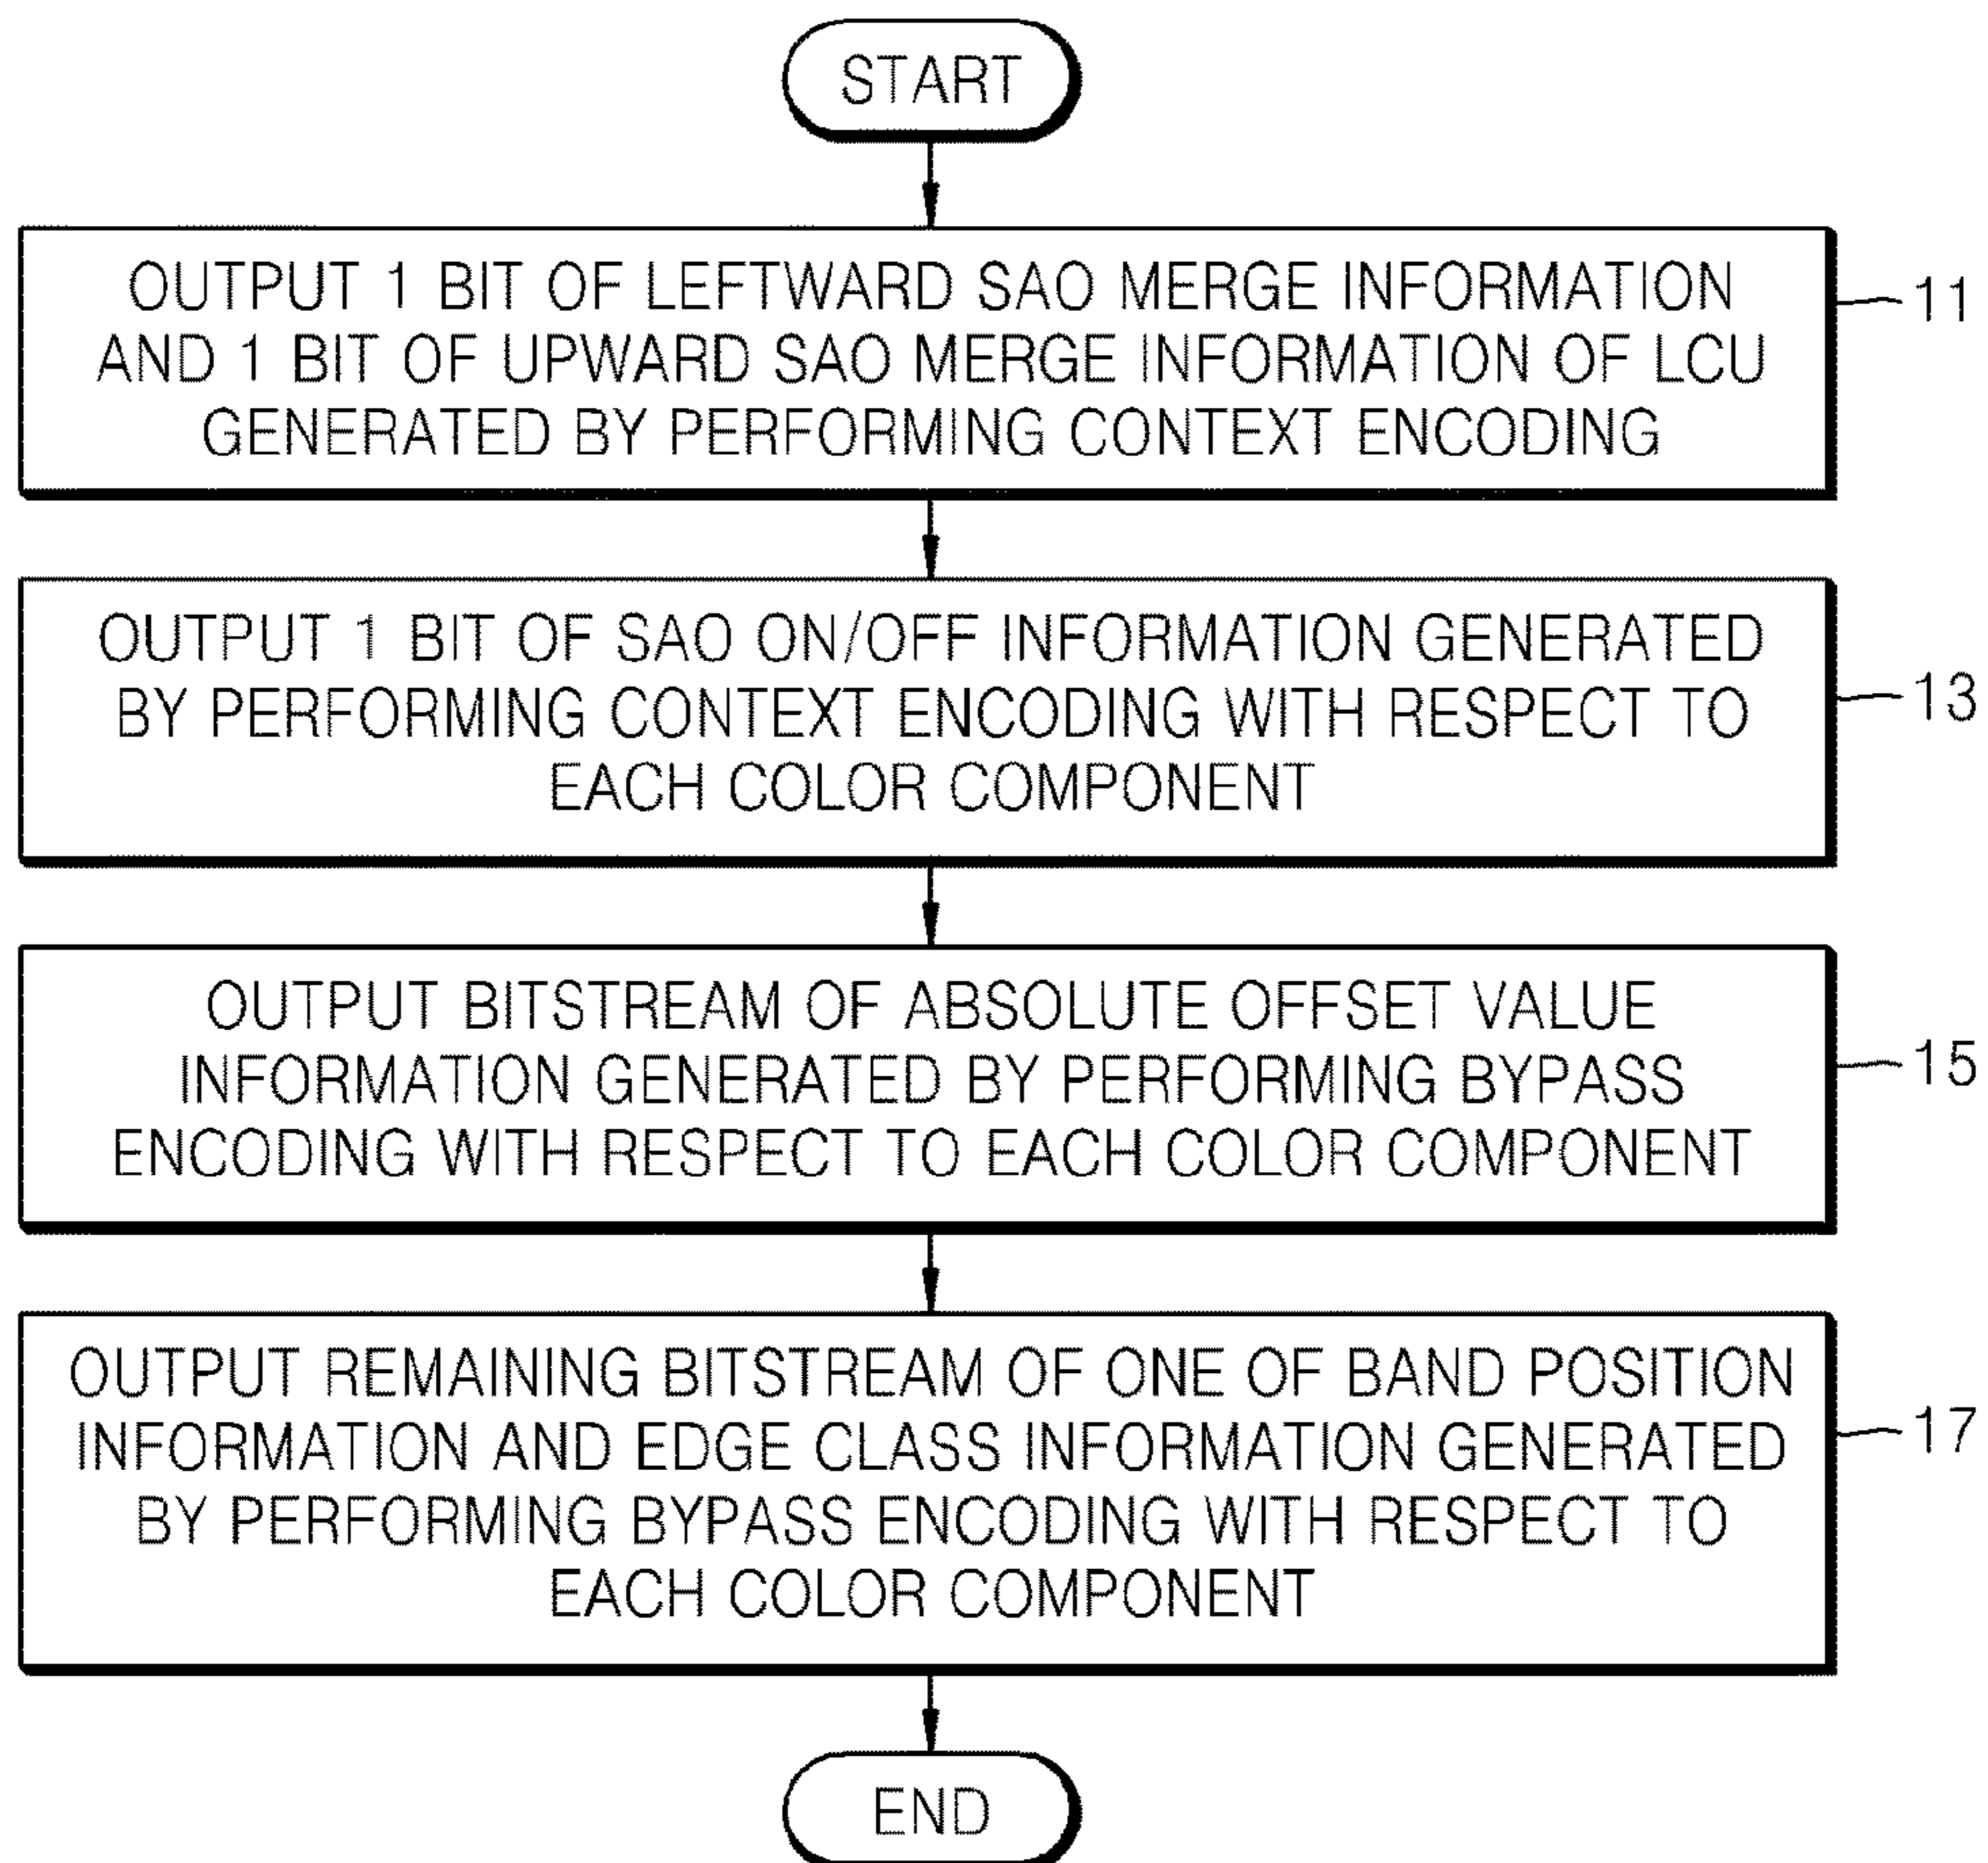 START
OUTPUT 1 BIT OF LEFTWARD SAO MERGE INFORMATION
AND 1 BIT OF UPWARD SAO MERGE INFORMATION OF LCU
GENERATED BY PERFORMING CONTEXT ENCODING
11
OUTPUT 1 BIT OF SAO ON/OFF INFORMATION GENERATED
BY PERFORMING CONTEXT ENCODING WITH RESPECT TO
EACH COLOR COMPONENT
13
OUTPUT BITSTREAM OF ABSOLUTE OFFSET VALUE
INFORMATION GENERATED BY PERFORMING BYPASS
ENCODING WITH RESPECT TO EACH COLOR COMPONENT
15
OUTPUT REMAINING BITSTREAM OF ONE OF BAND POSITION
INFORMATION AND EDGE CLASS INFORMATION GENERATED
BY PERFORMING BYPASS ENCODING WITH RESPECT TO
EACH COLOR COMPONENT
17
END